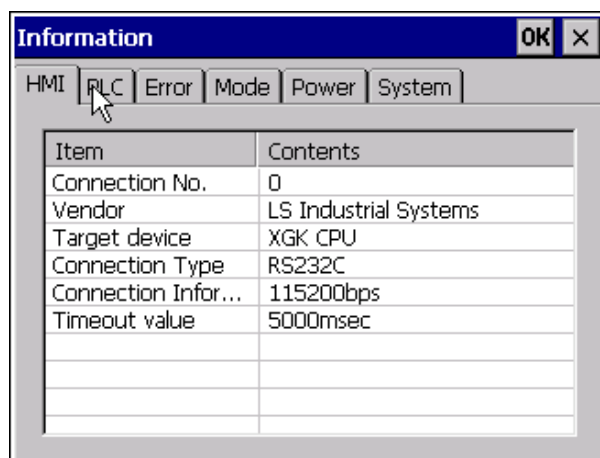 Information OK ×
HMI PLC Error Mode Power System
Item Contents
Connection No. 0
Vendor LS Industrial Systems
Target device XGK CPU
Connection Type RS232C
Connection Infor... 115200bps
Timeout value 5000msec